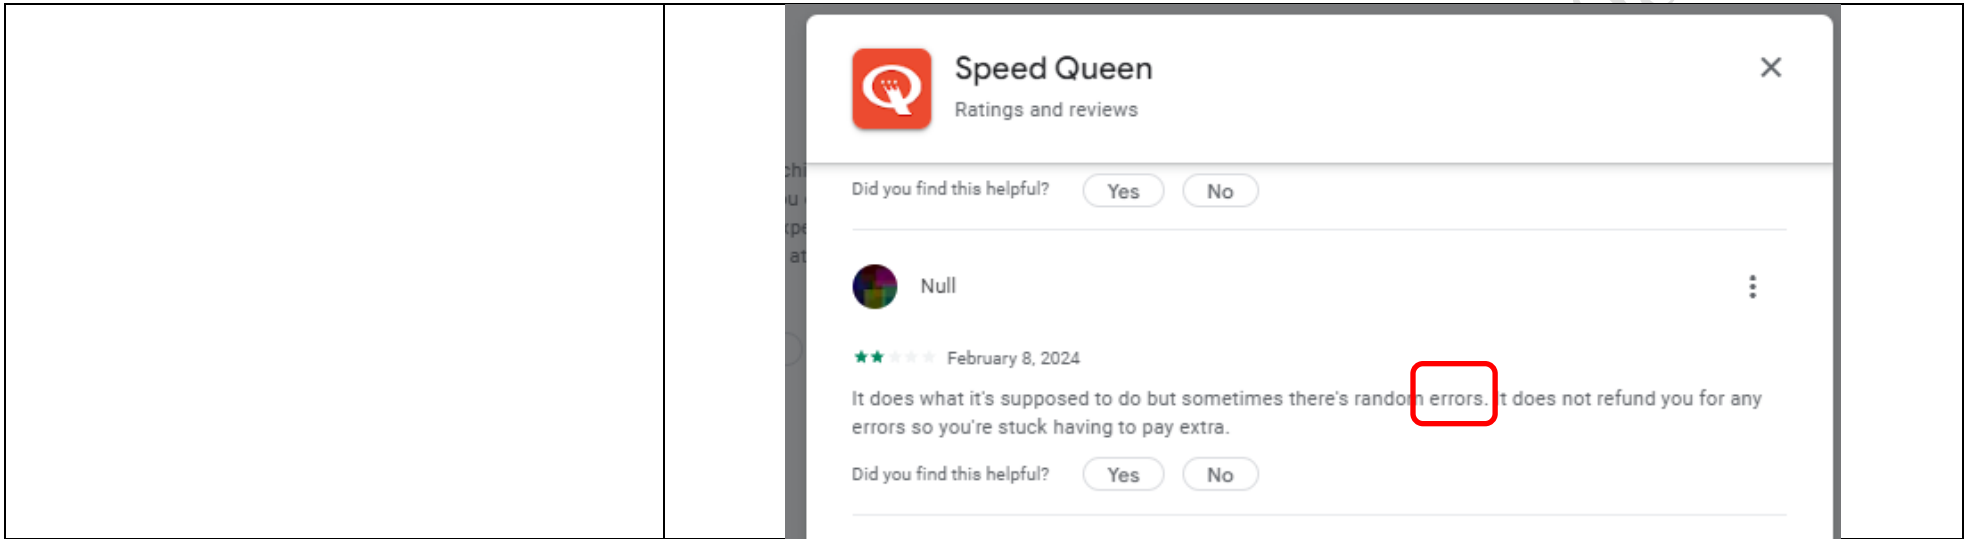 Speed Queen
Ratings and reviews
Did you find this helpful? Yes No
Null
February 8, 2024
It does what it's supposed to do but sometimes there's random errors. It does not refund you for any
errors so you're stuck having to pay extra.
Did you find this helpful? Yes No